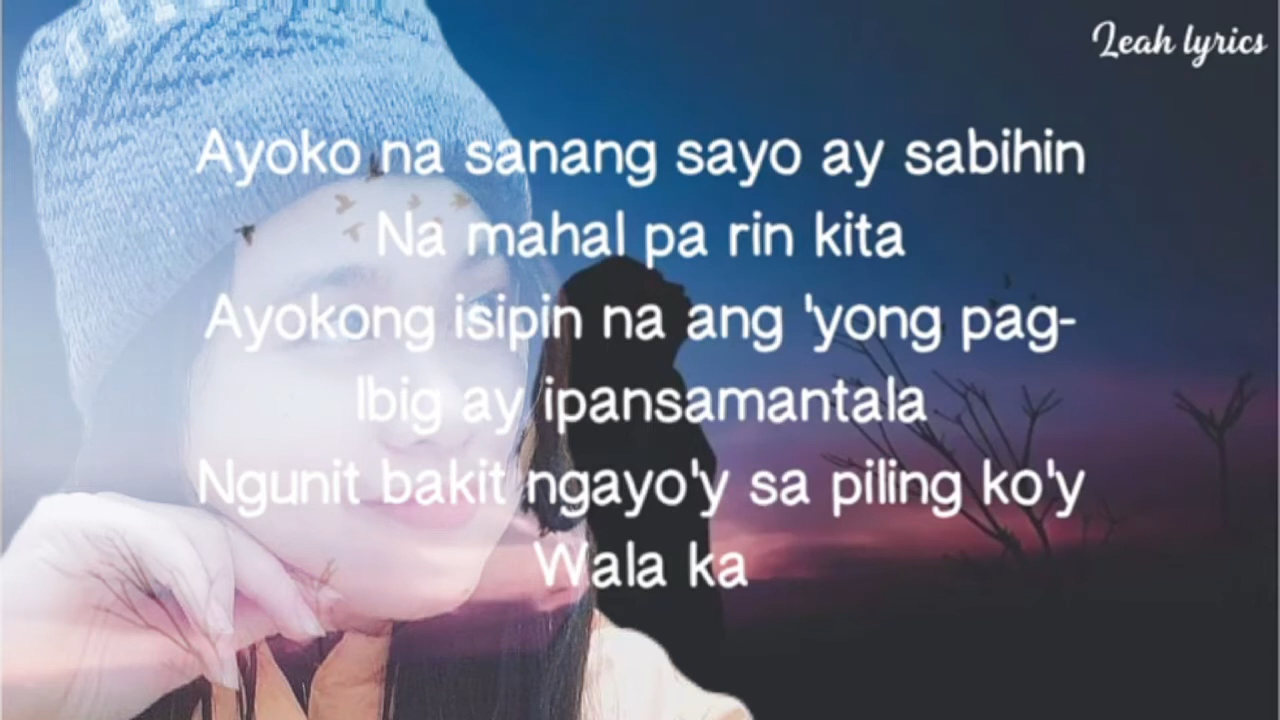 Leah lyrics
Ayoko na sanang sayo ay sabihin
Na mahal pa rin kita
Ayokong isipin na ang 'yong pag-
Ibig ay ipansamantala
Ngunit bakit ngayo'y sa piling ko'y
Wala ka